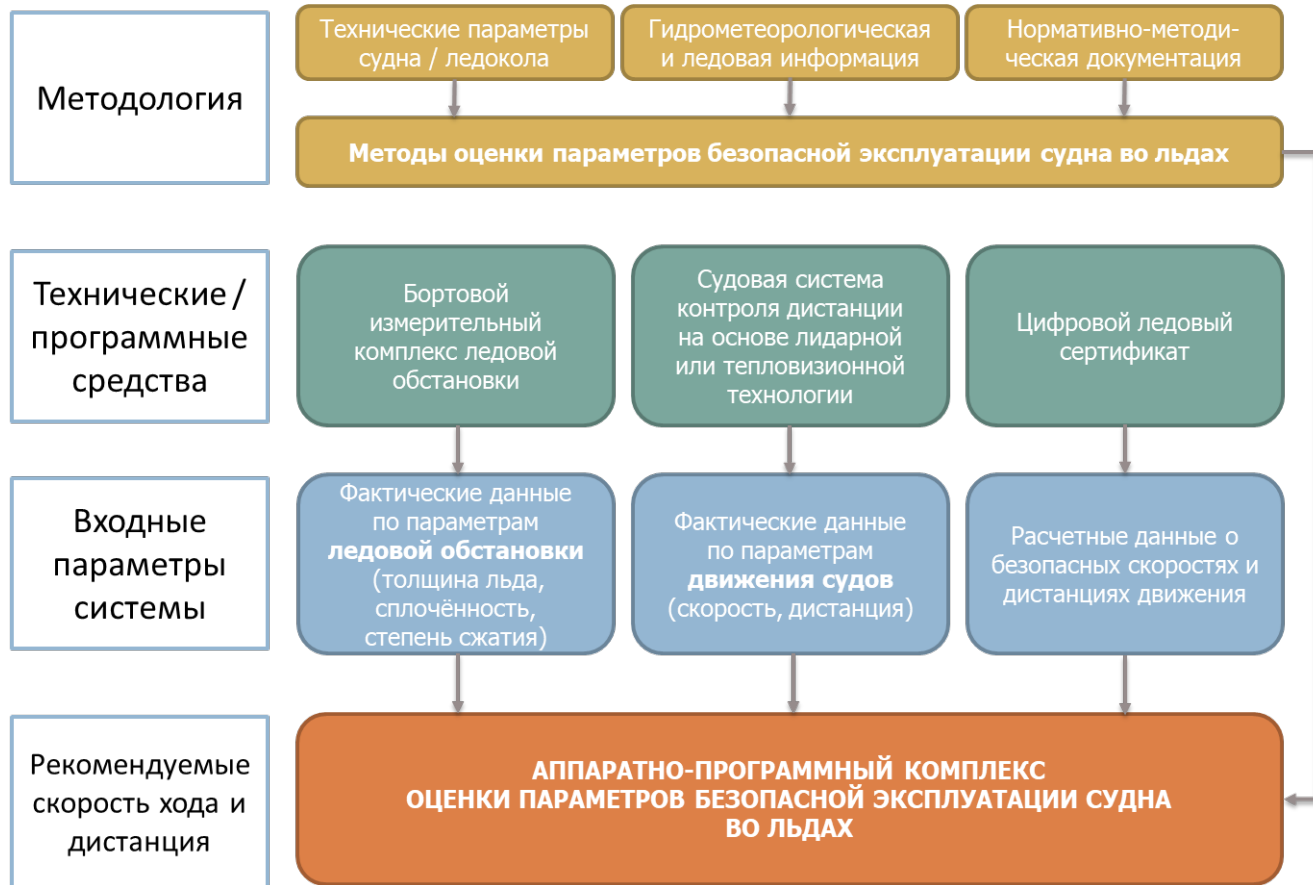 Методология
Технические параметры
судна / ледокола
Гидрометеорологическая
и ледовая информация
Нормативно-методи-
ческая документация
Методы оценки параметров безопасной эксплуатации судна во льдах
Технические /
программные
средства
Бортовой
измерительный
комплекс ледовой
обстановки
Судовая система
контроля дистанции
на основе лидарной
или тепловизионной
технологии
Цифровой ледовый
сертификат
Входные
параметры
системы
Фактические данные
по параметрам
ледовой обстановки
(толщина льда,
сплочённость,
степень сжатия)
Фактические данные
по параметрам
движения судов
(скорость, дистанция)
Расчетные данные о
безопасных скоростях и
дистанциях движения
Рекомендуемые
скорость хода и
дистанция
АППАРАТНО-ПРОГРАММНЫЙ КОМПЛЕКС
ОЦЕНКИ ПАРАМЕТРОВ БЕЗОПАСНОЙ ЭКСПЛУАТАЦИИ СУДНА
ВО ЛЬДАХ